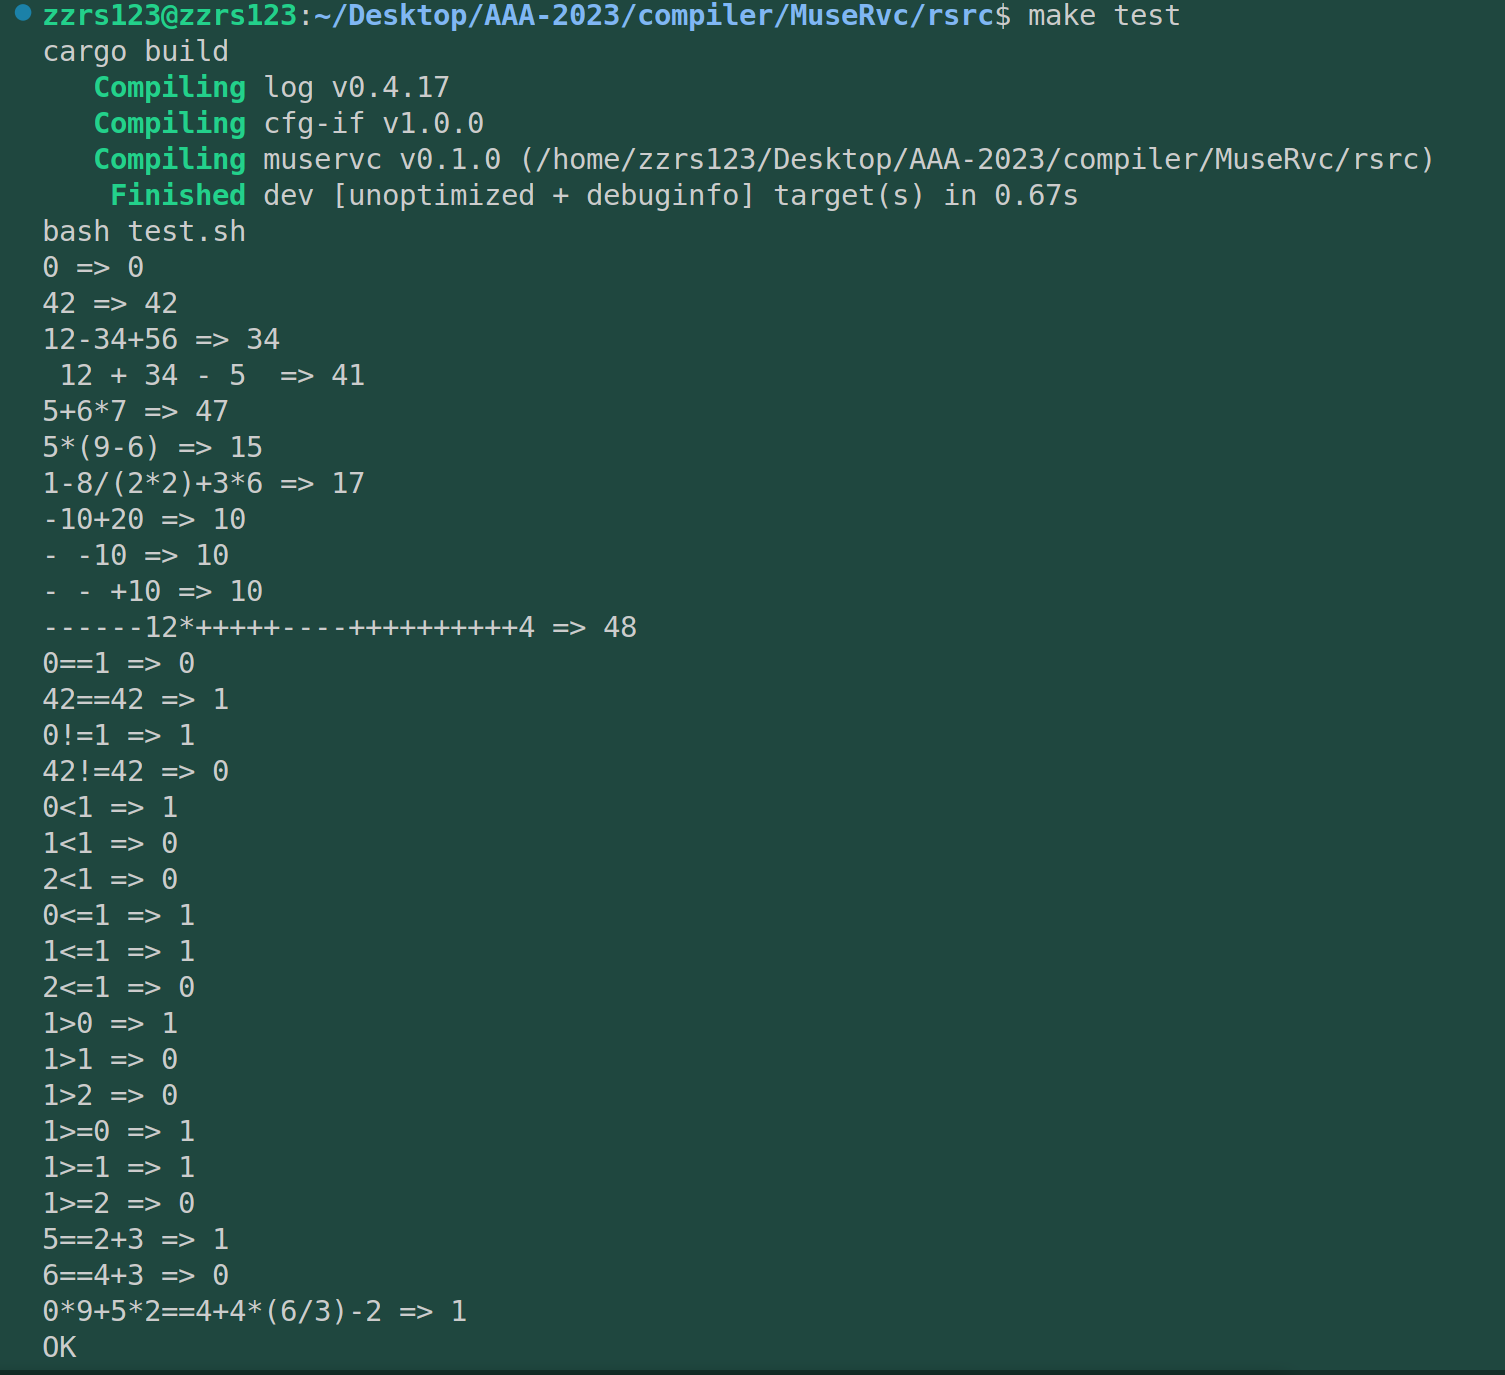 zzrs123@zzrs123:~/Desktop/AAA-2023/compiler/MuseRvc/rsrc$ make test
cargo build
   Compiling log v0.4.17
   Compiling cfg-if v1.0.0
   Compiling muservc v0.1.0 (/home/zzrs123/Desktop/AAA-2023/compiler/MuseRvc/rsrc)
    Finished dev [unoptimized + debuginfo] target(s) in 0.67s
bash test.sh
0 => 0
42 => 42
12-34+56 => 34
 12 + 34 - 5  => 41
5+6*7 => 47
5*(9-6) => 15
1-8/(2*2)+3*6 => 17
-10+20 => 10
- -10 => 10
- - +10 => 10
------12*+++++----++++++++++4 => 48
0==1 => 0
42==42 => 1
0!=1 => 1
42!=42 => 0
0<1 => 1
1<1 => 0
2<1 => 0
0<=1 => 1
1<=1 => 1
2<=1 => 0
1>0 => 1
1>1 => 0
1>2 => 0
1>=0 => 1
1>=1 => 1
1>=2 => 0
5==2+3 => 1
6==4+3 => 0
0*9+5*2==4+4*(6/3)-2 => 1
OK